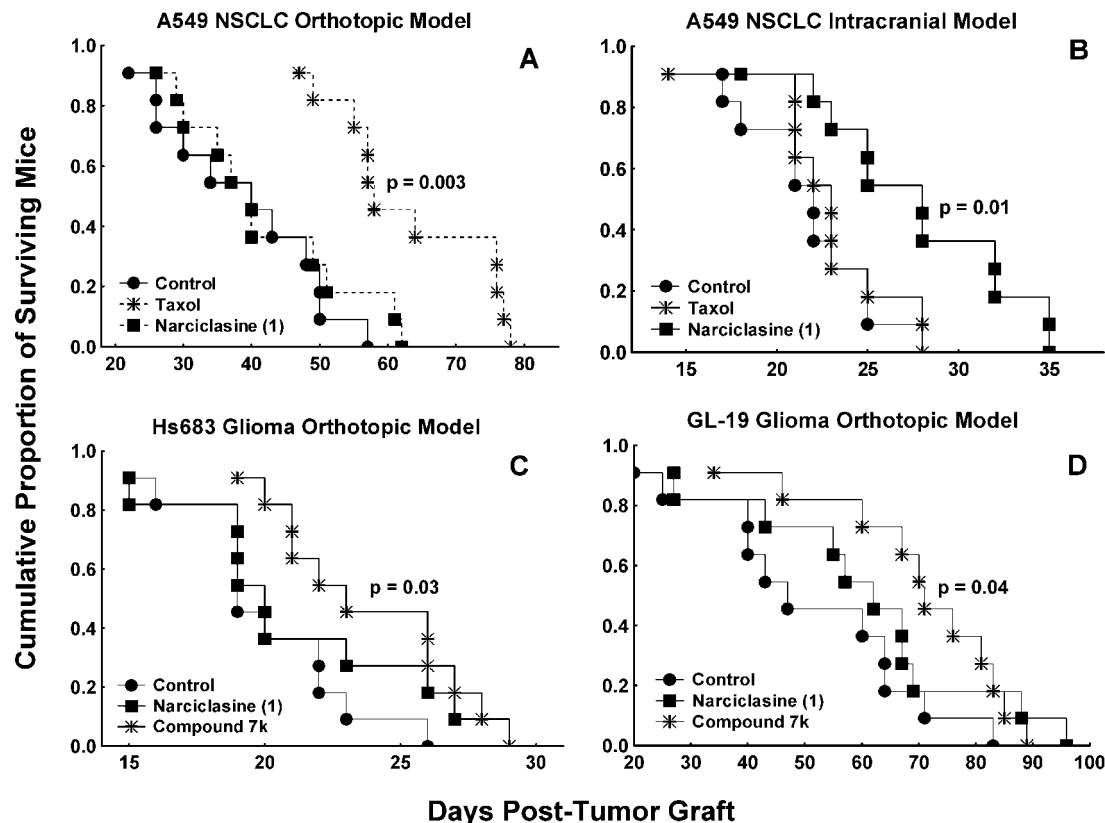 Cumulative Proportion of Surviving Mice
A549 NSCLC Orthotopic Model
A
1.0
0.8
0.6
0.4
0.2
0.0
p = 0.003
Control
Taxol
Narciclasine (1)
20 30 40 50 60 70 80
A549 NSCLC Intracranial Model
B
1.0
0.8
0.6
0.4
0.2
0.0
p = 0.01
Control
Taxol
Narciclasine (1)
15 20 25 30 35
Hs683 Glioma Orthotopic Model
C
1.0
0.8
0.6
0.4
0.2
0.0
p = 0.03
Control
Narciclasine (1)
Compound 7k
15 20 25 30
GL-19 Glioma Orthotopic Model
D
1.0
0.8
0.6
0.4
0.2
0.0
p = 0.04
Control
Narciclasine (1)
Compound 7k
20 30 40 50 60 70 80 90 100
Days Post-Tumor Graft